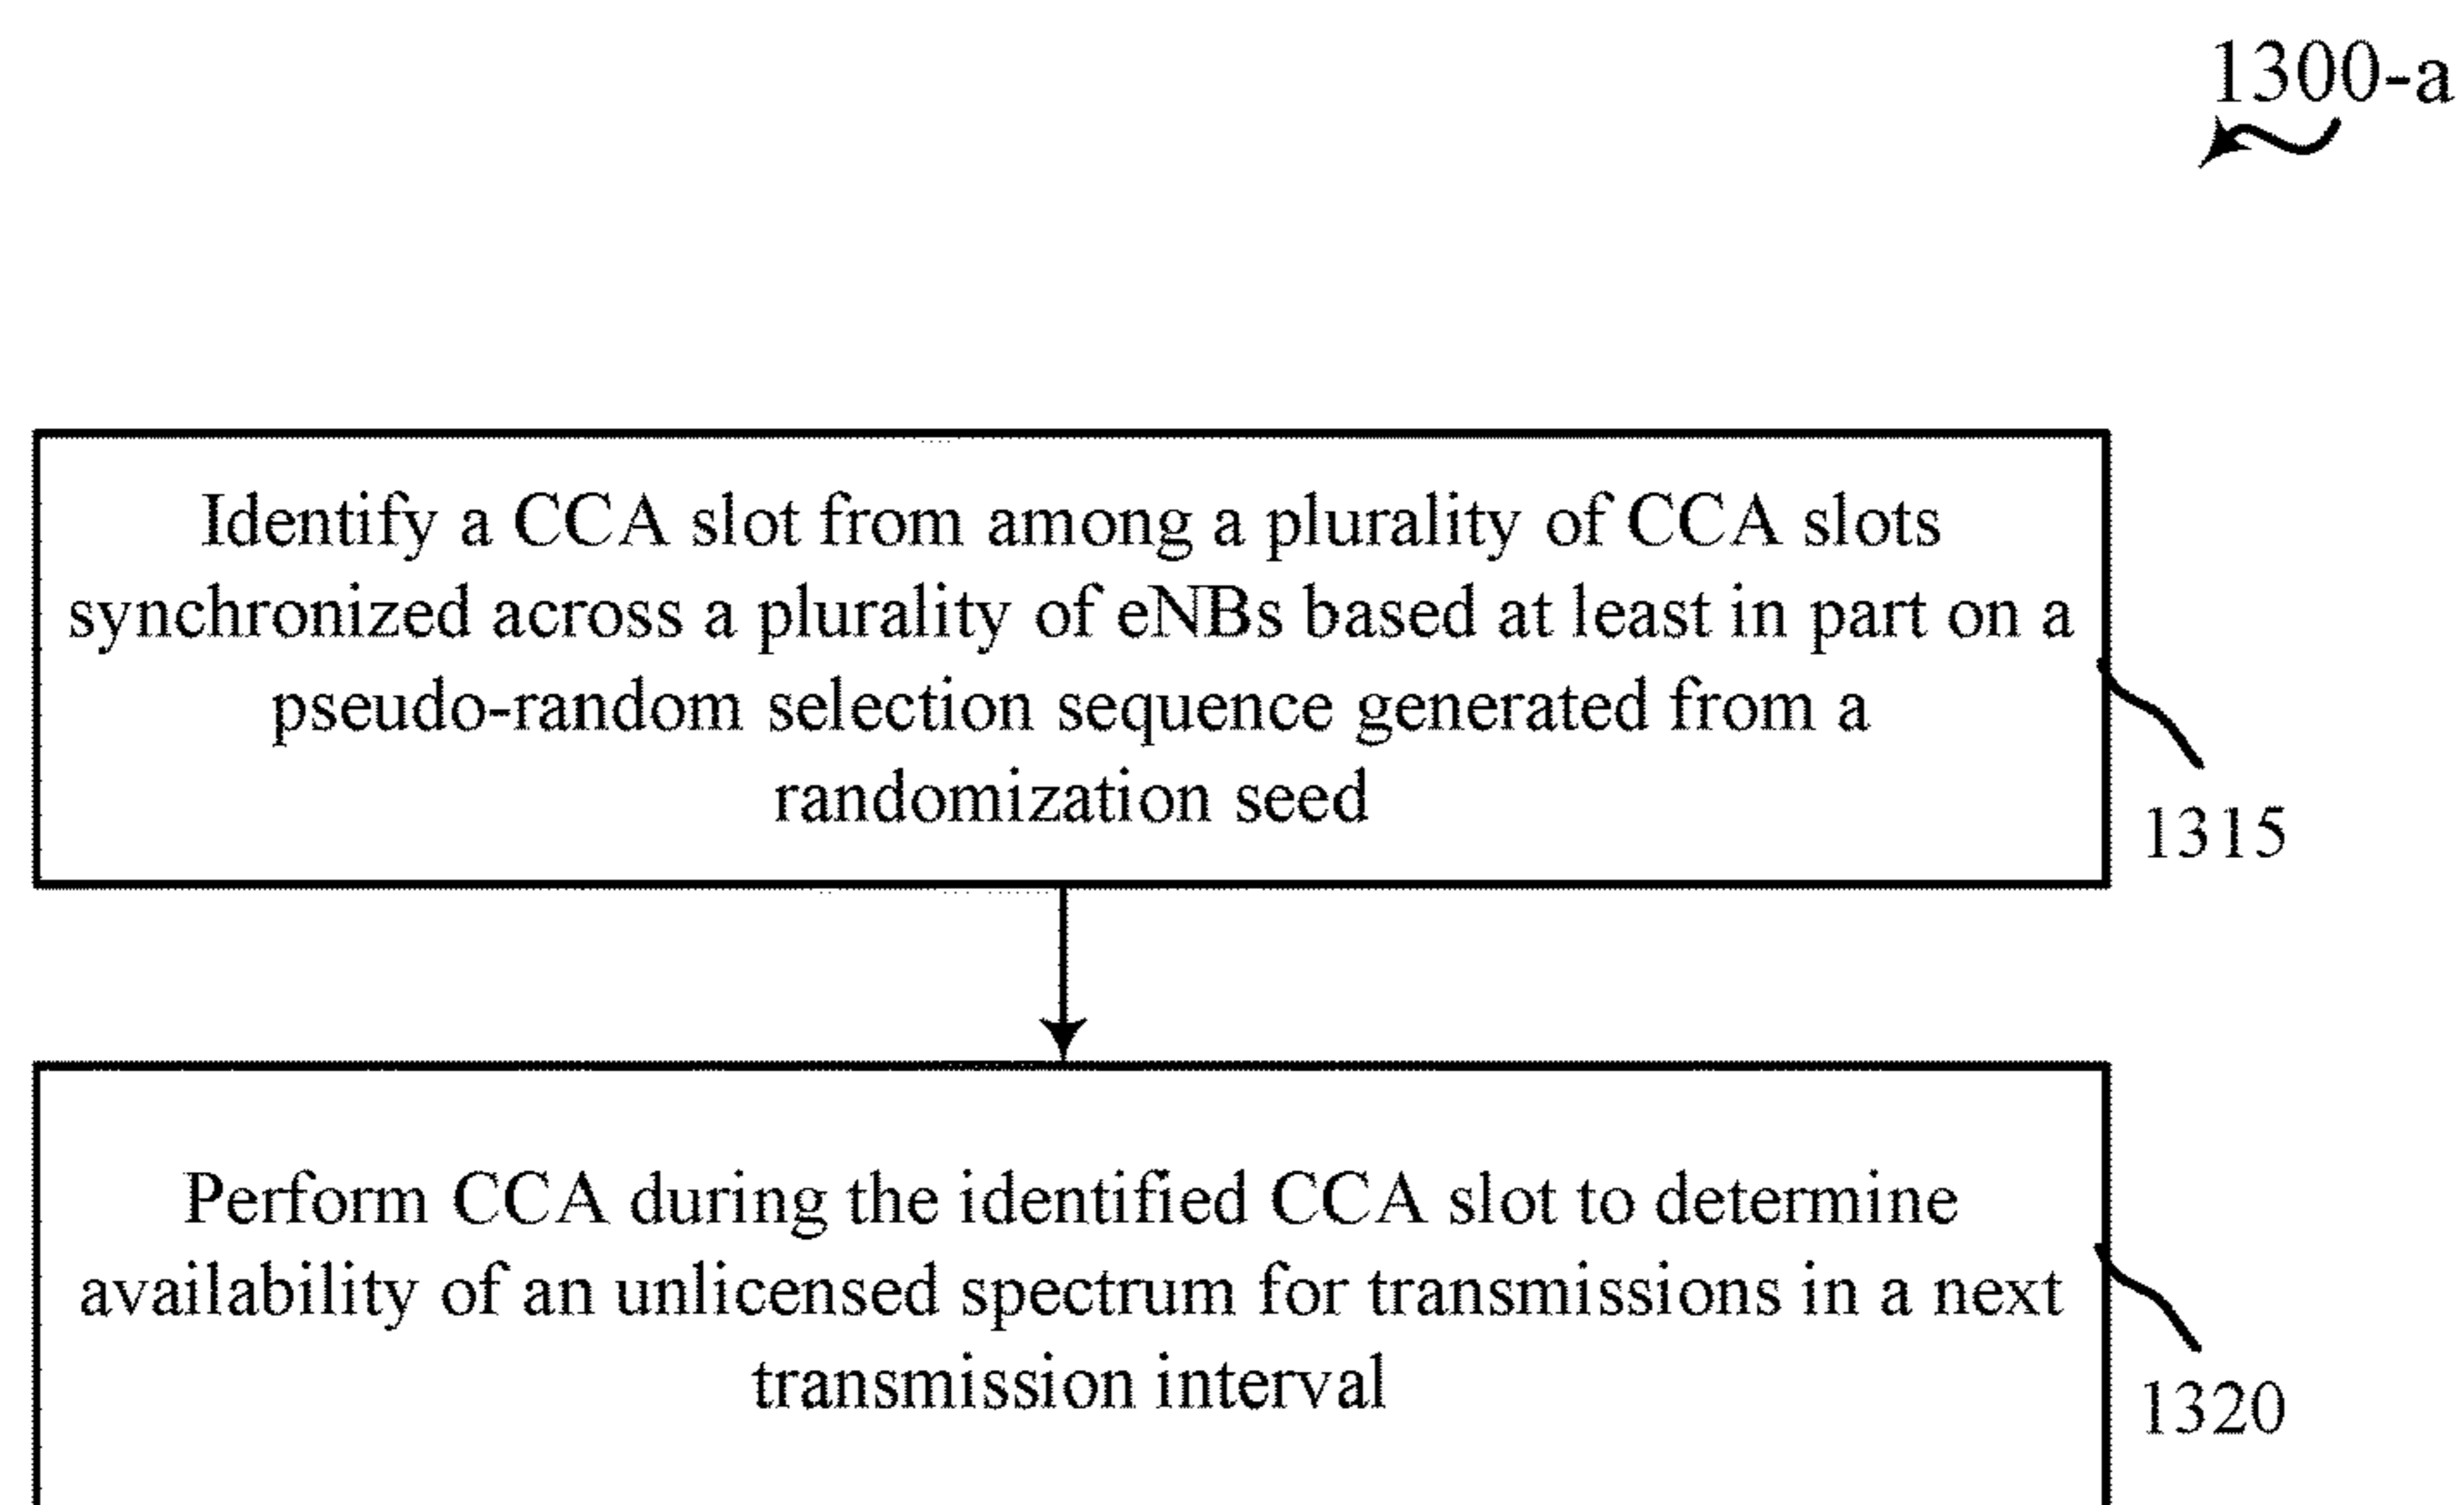 1300-a
Identify a CCA slot from among a plurality of CCA slots
synchronized across a plurality of eNBs based at least in part on a
pseudo-random selection sequence generated from a
randomization seed
1315
Perform CCA during the identified CCA slot to determine
availability of an unlicensed spectrum for transmissions in a next
transmission interval
1320